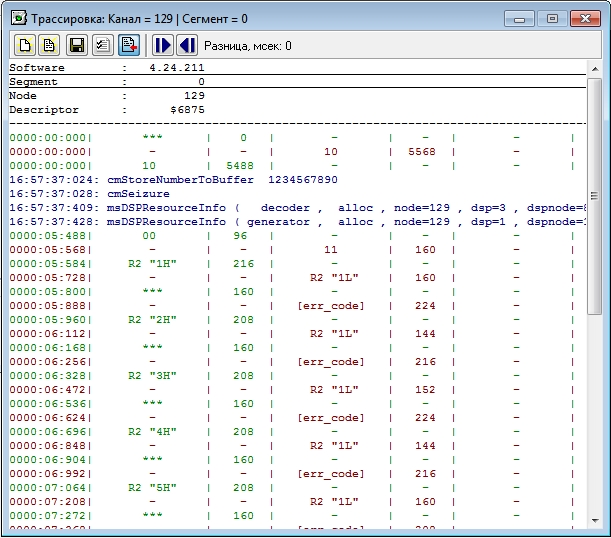 Трассировка: Канал = 129 | Сегмент = 0
Разница, мсек: 0
Software : 4.24.211
Segment : 0
Node : 129
Descriptor : $6875
0000:00:000| *** | 0 | - | - | - |
0000:00:000| - | - | 10 | 5568 | - |
0000:00:000| 10 | 5488 | - | - | - |
16:57:37:024: cmStoreNumberToBuffer 1234567890
16:57:37:028: cmSeizure
16:57:37:409: msDSPResourceInfo ( decoder , alloc , node=129 , dsp=3 , dspnode=
16:57:37:428: msDSPResourceInfo ( generator , alloc , node=129 , dsp=1 , dspnode=
0000:05:488| 00 | 96 | - | - | - |
0000:05:568| - | - | 11 | 160 | - |
0000:05:584| R2 "1H" | 216 | - | - | - |
0000:05:728| - | - | R2 "1L" | 160 | - |
0000:05:800| *** | 160 | - | - | - |
0000:05:888| - | - | [err_code] | 224 | - |
0000:05:960| R2 "2H" | 208 | - | - | - |
0000:06:112| - | - | R2 "1L" | 144 | - |
0000:06:168| *** | 160 | - | - | - |
0000:06:256| - | - | [err_code] | 216 | - |
0000:06:328| R2 "3H" | 208 | - | - | - |
0000:06:472| - | - | R2 "1L" | 152 | - |
0000:06:536| *** | 160 | - | - | - |
0000:06:624| - | - | [err_code] | 224 | - |
0000:06:696| R2 "4H" | 208 | - | - | - |
0000:06:848| - | - | R2 "1L" | 144 | - |
0000:06:904| *** | 160 | - | - | - |
0000:06:992| - | - | [err_code] | 216 | - |
0000:07:064| R2 "5H" | 208 | - | - | - |
0000:07:208| - | - | R2 "1L" | 160 | - |
0000:07:272| *** | 160 | - | - | - |